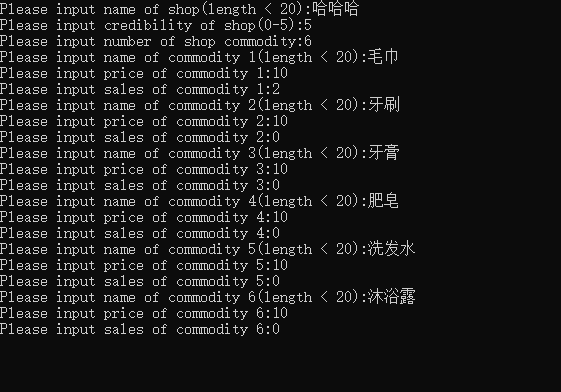 Please input name of shop(length < 20):哈哈哈
Please input credibility of shop(0-5):5
Please input number of shop commodity:6
Please input name of commodity 1(length < 20):毛巾
Please input price of commodity 1:10
Please input sales of commodity 1:2
Please input name of commodity 2(length < 20):牙刷
Please input price of commodity 2:10
Please input sales of commodity 2:0
Please input name of commodity 3(length < 20):牙膏
Please input price of commodity 3:10
Please input sales of commodity 3:0
Please input name of commodity 4(length < 20):肥皂
Please input price of commodity 4:10
Please input sales of commodity 4:0
Please input name of commodity 5(length < 20):洗发水
Please input price of commodity 5:10
Please input sales of commodity 5:0
Please input name of commodity 6(length < 20):沐浴露
Please input price of commodity 6:10
Please input sales of commodity 6:0